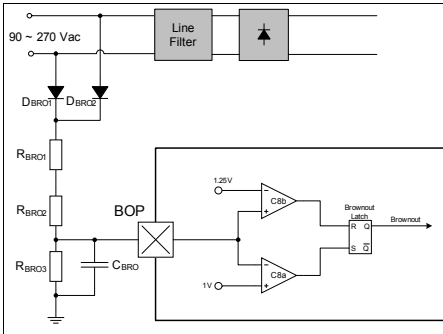 90 ~ 270 Vac
Line
Filter
DBRO1
DBRO2
RBRO1
RBRO2
RBRO3
CBRO
BOP
1.25V
C8b
C8a
1V
Brownout
Latch
R Q
S Q̅
Brownout